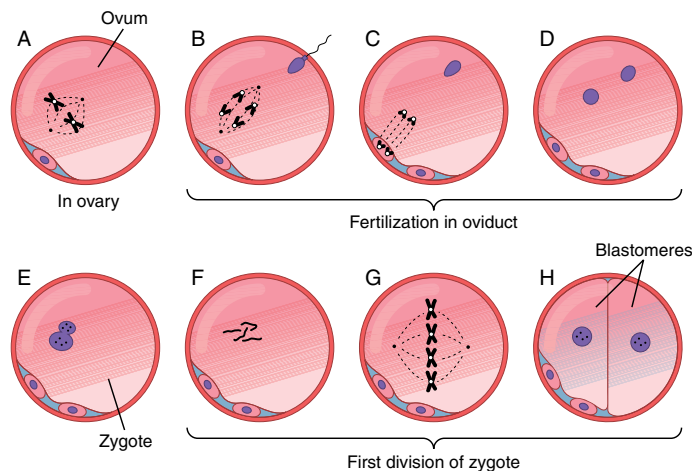 Ovum
A
B
C
D
In ovary
Fertilization in oviduct
Blastomeres
E
F
G
H
Zygote
First division of zygote